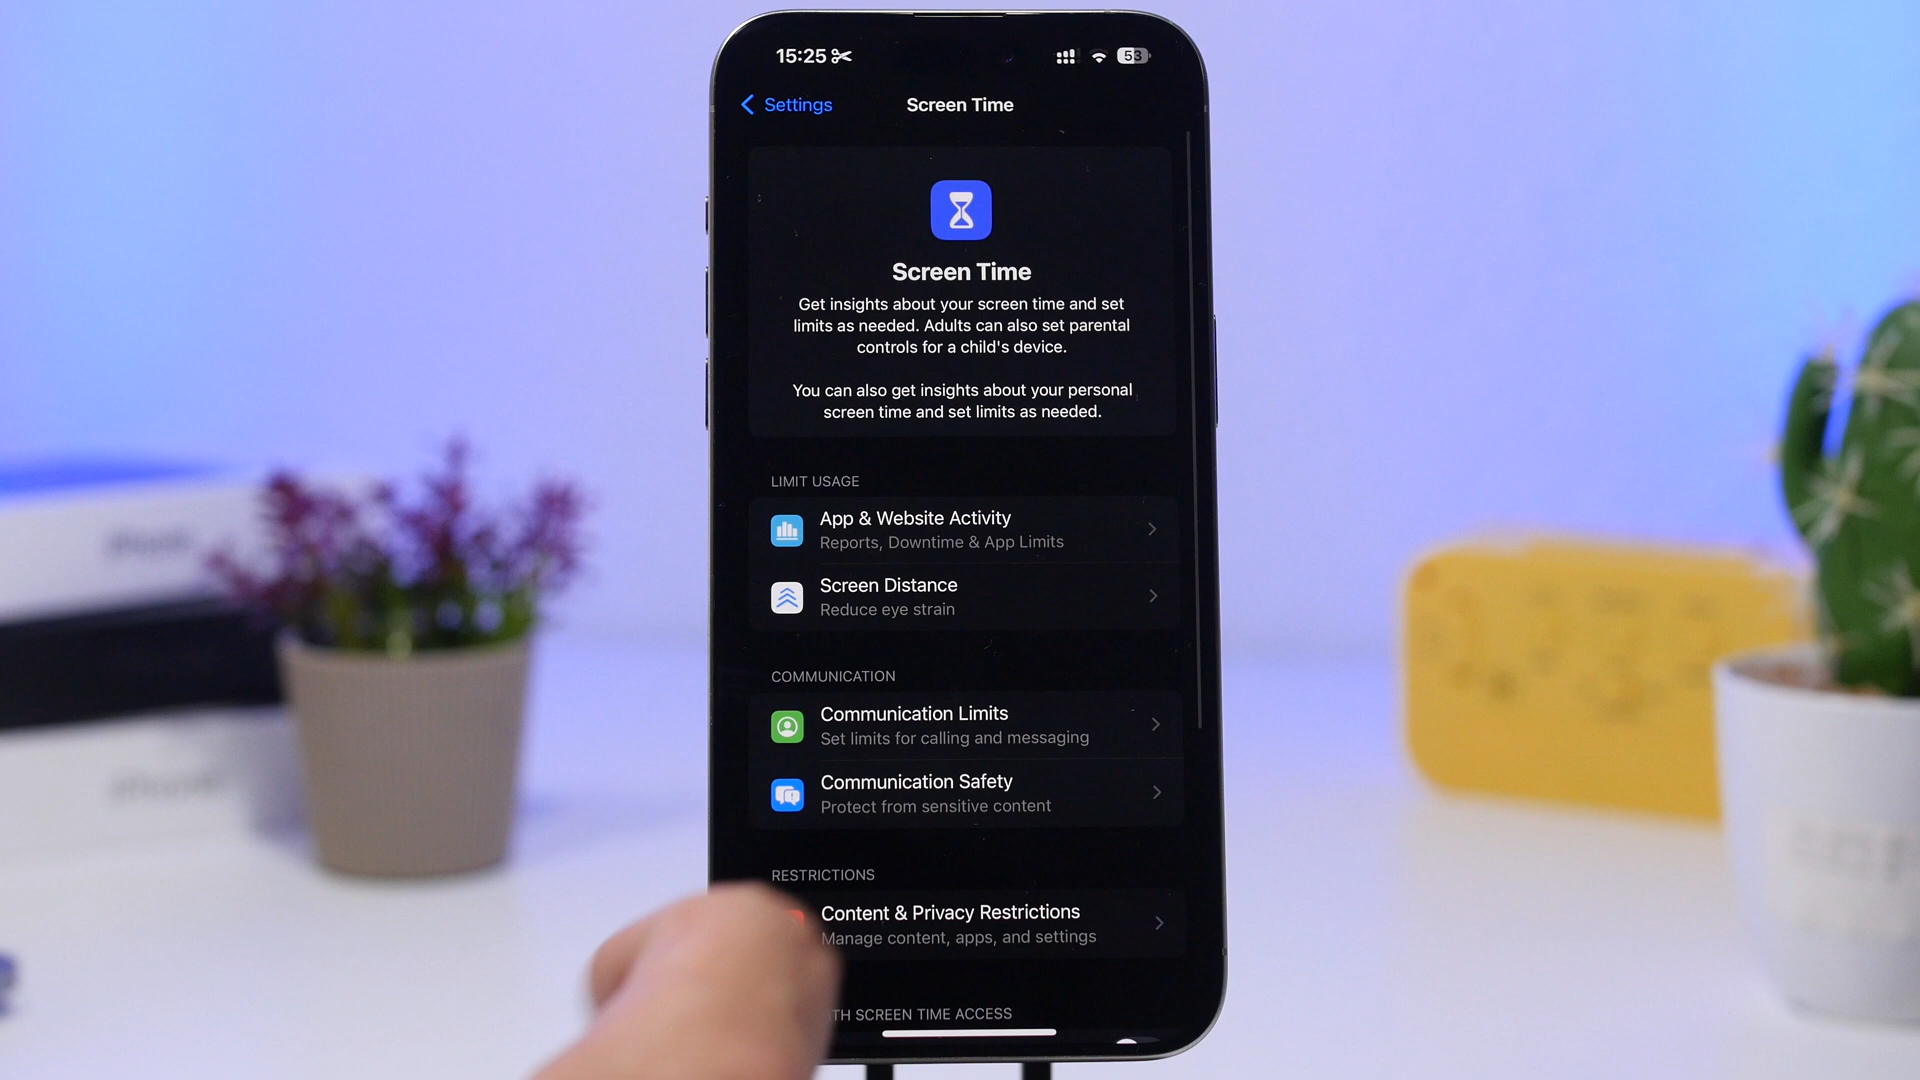 15:25
53
Settings
Screen Time
Screen Time
Get insights about your screen time and set
limits as needed. Adults can also set parental
controls for a child's device.
You can also get insights about your personal
screen time and set limits as needed.
LIMIT USAGE
App & Website Activity
Reports, Downtime & App Limits
Screen Distance
Reduce eye strain
COMMUNICATION
Communication Limits
Set limits for calling and messaging
Communication Safety
Protect from sensitive content
RESTRICTIONS
Content & Privacy Restrictions
Manage content, apps, and settings
SCREEN TIME ACCESS